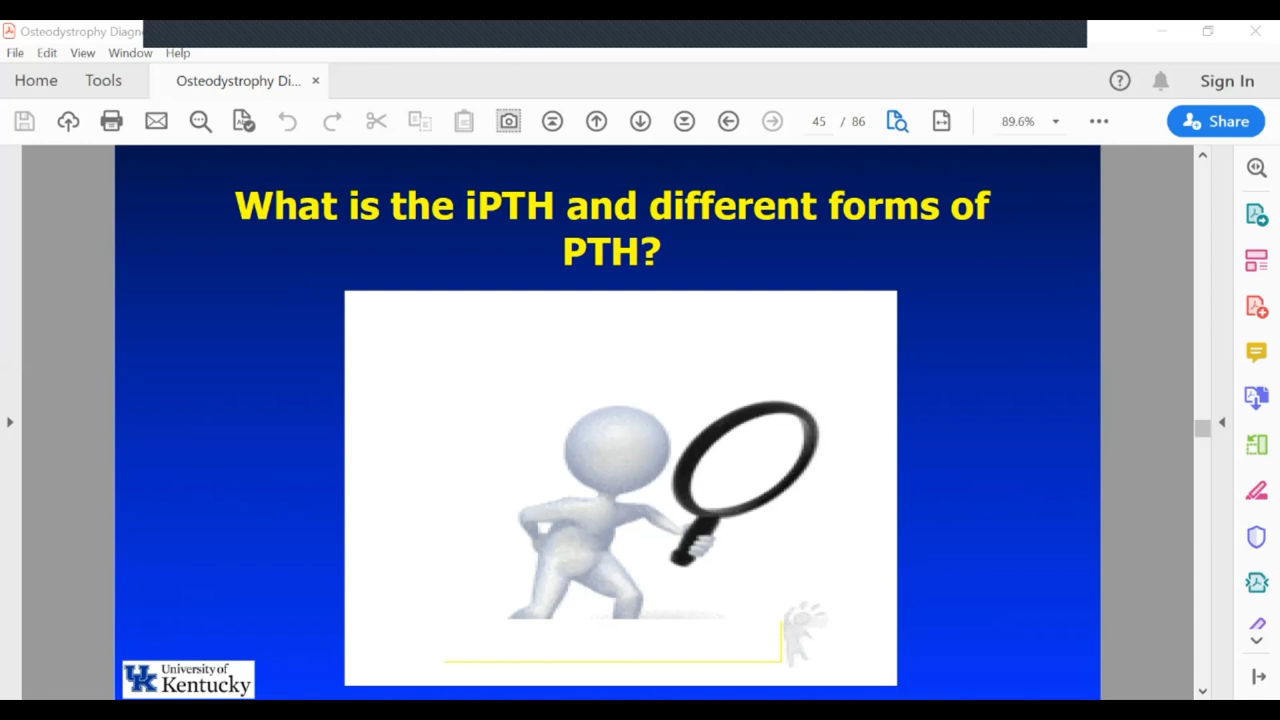 Osteodystrophy Diagn
File Edit View Window Help
Home Tools Osteodystrophy Di... ×
Sign In
45 / 86
89.6%
Share
What is the iPTH and different forms of
PTH?
UK
University of
Kentucky